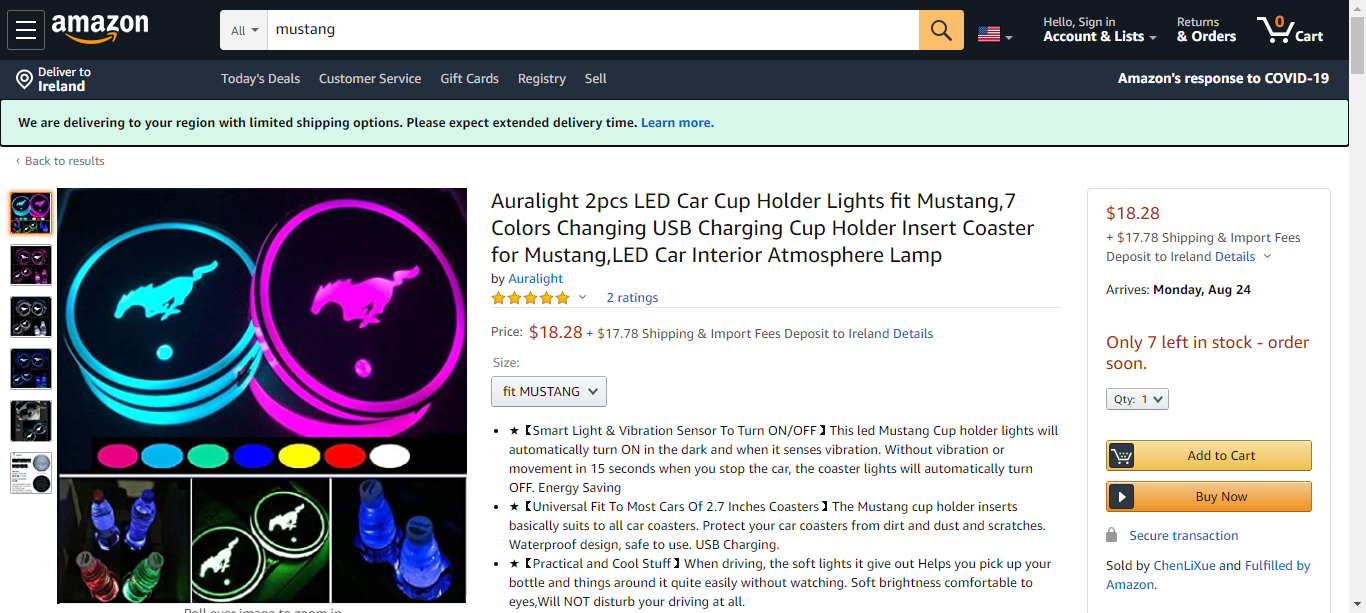 amazon
All
mustang
Hello, Sign in
Account & Lists
Returns
& Orders
0
Cart
Deliver to
Ireland
Today's Deals
Customer Service
Gift Cards
Registry
Sell
Amazon's response to COVID-19
We are delivering to your region with limited shipping options. Please expect extended delivery time. Learn more.
‹ Back to results
Auralight 2pcs LED Car Cup Holder Lights fit Mustang,7
Colors Changing USB Charging Cup Holder Insert Coaster
for Mustang,LED Car Interior Atmosphere Lamp
by Auralight
2 ratings
Price: $18.28 + $17.78 Shipping & Import Fees Deposit to Ireland Details
Size:
fit MUSTANG
• ★【Smart Light & Vibration Sensor To Turn ON/OFF】This led Mustang Cup holder lights will
automatically turn ON in the dark and when it senses vibration. Without vibration or
movement in 15 seconds when you stop the car, the coaster lights will automatically turn
OFF. Energy Saving
• ★【Universal Fit To Most Cars Of 2.7 Inches Coasters】The Mustang cup holder inserts
basically suits to all car coasters. Protect your car coasters from dirt and dust and scratches.
Waterproof design, safe to use. USB Charging.
• ★【Practical and Cool Stuff】When driving, the soft lights it give out Helps you pick up your
bottle and things around it quite easily without watching. Soft brightness comfortable to
eyes,Will NOT disturb your driving at all.
Roll over image to zoom in
$18.28
+ $17.78 Shipping & Import Fees
Deposit to Ireland Details
Arrives: Monday, Aug 24
Only 7 left in stock - order
soon.
Qty: 1
Add to Cart
Buy Now
Secure transaction
Sold by ChenLiXue and Fulfilled by
Amazon.